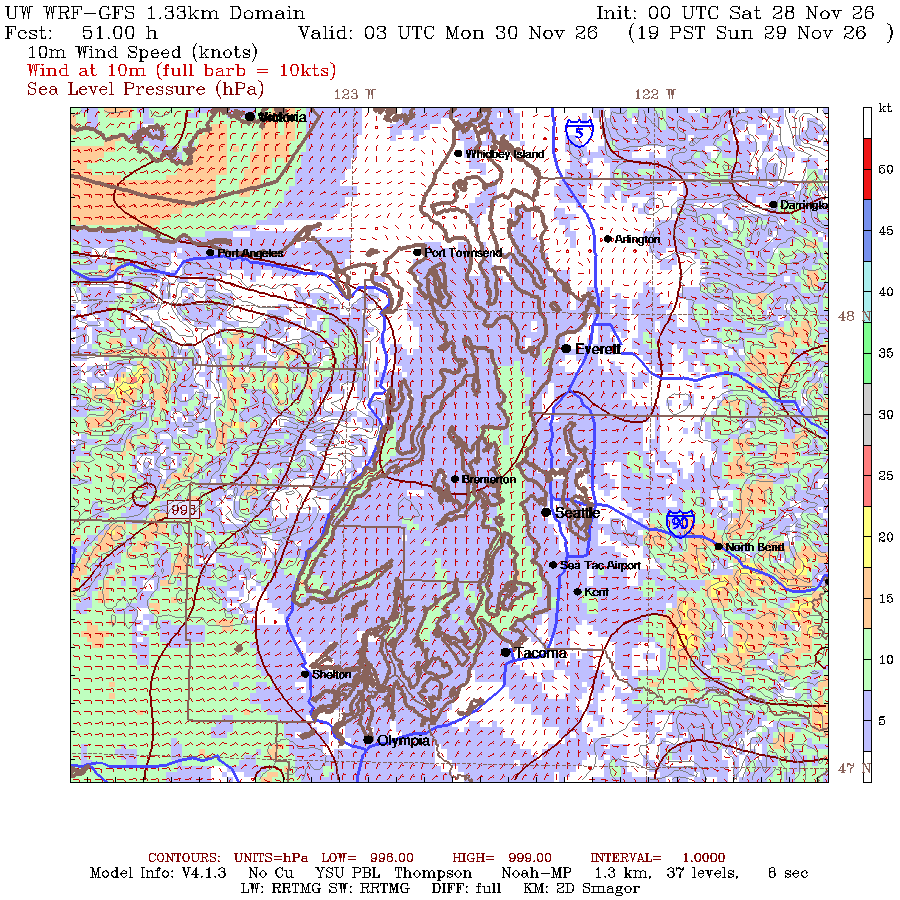 UW WRF-GFS 1.33km Domain Init: 00 UTC Sat 28 Nov 26
Fcst: 51.00 h Valid: 03 UTC Mon 30 Nov 26 (19 PST Sun 29 Nov 26 )
10m Wind Speed (knots)
Wind at 10m (full barb = 10kts)
Sea Level Pressure (hPa)
123 W 122 W
kt
Victoria
5
Whidbey Island
60
Darringto
45
Arlington
Port Angeles Port Townsend
40
48 N
Everett
35
30
25
Bremerton
996
Seattle
90
20
North Bend
Sea Tac Airport
Kent
15
Tacoma
10
Shelton
5
Olympia
47 N
CONTOURS: UNITS=hPa LOW= 996.00 HIGH= 999.00 INTERVAL= 1.0000
Model Info: V4.1.3 No Cu YSU PBL Thompson Noah-MP 1.3 km, 37 levels, 8 sec
LW: RRTMG SW: RRTMG DIFF: full KM: 2D Smagor